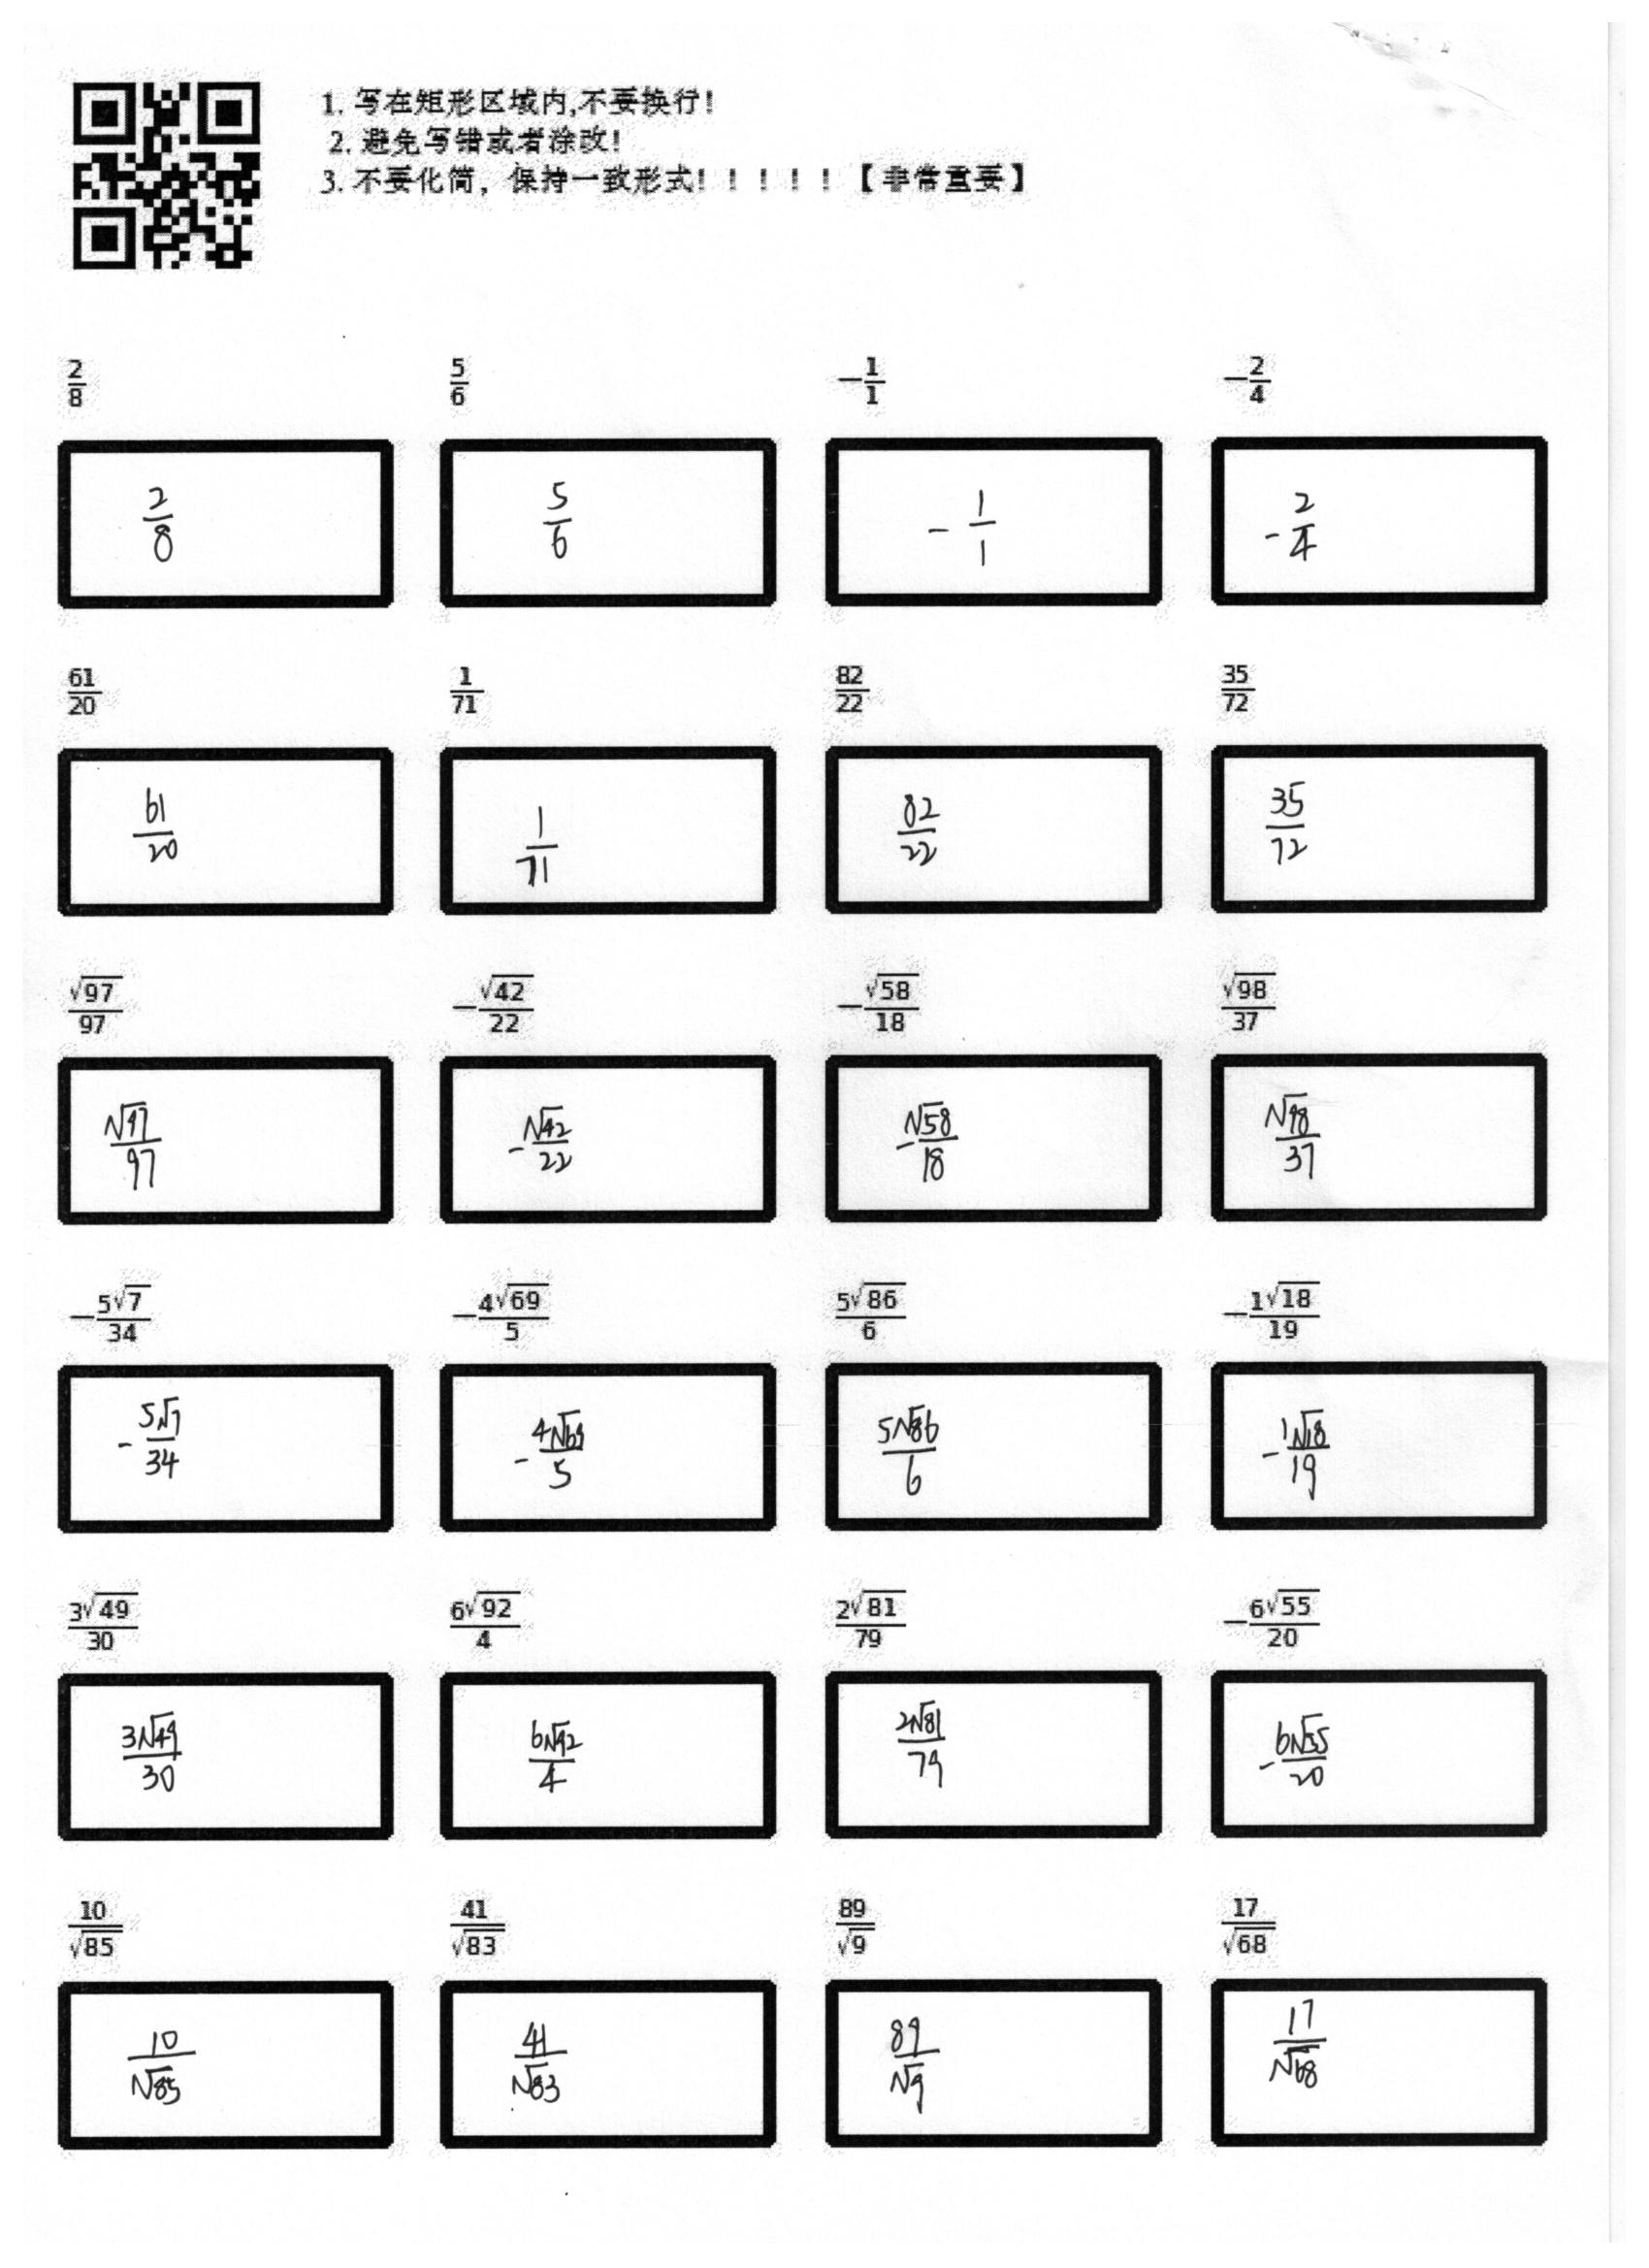 1. 写在矩形区域内,不要换行!
2. 避免写错或者涂改!
3. 不要化简，保持一致形式！！！！！【非常重要】
\frac{2}{8} \frac{5}{6} -\frac{1}{1} -\frac{2}{4}
\frac{2}{8} \frac{5}{6} -\frac{1}{1} -\frac{2}{4}
\frac{61}{20} \frac{1}{71} \frac{82}{22} \frac{35}{72}
\frac{61}{20} \frac{1}{71} \frac{82}{22} \frac{35}{72}
\frac{\sqrt{97}}{97} -\frac{\sqrt{42}}{22} -\frac{\sqrt{58}}{18} \frac{\sqrt{98}}{37}
\frac{\sqrt{97}}{97} -\frac{\sqrt{42}}{22} -\frac{\sqrt{58}}{18} \frac{\sqrt{98}}{37}
-\frac{5\sqrt{7}}{34} -\frac{4\sqrt{69}}{5} \frac{5\sqrt{86}}{6} -\frac{1\sqrt{18}}{19}
-\frac{5\sqrt{7}}{34} -\frac{4\sqrt{69}}{5} \frac{5\sqrt{86}}{6} -\frac{1\sqrt{18}}{19}
\frac{3\sqrt{49}}{30} \frac{6\sqrt{92}}{4} \frac{2\sqrt{81}}{79} -\frac{6\sqrt{55}}{20}
\frac{3\sqrt{49}}{30} \frac{6\sqrt{92}}{4} \frac{2\sqrt{81}}{79} -\frac{6\sqrt{55}}{20}
\frac{10}{\sqrt{85}} \frac{41}{\sqrt{83}} \frac{89}{\sqrt{9}} \frac{17}{\sqrt{68}}
\frac{10}{\sqrt{85}} \frac{41}{\sqrt{83}} \frac{89}{\sqrt{9}} \frac{17}{\sqrt{68}}